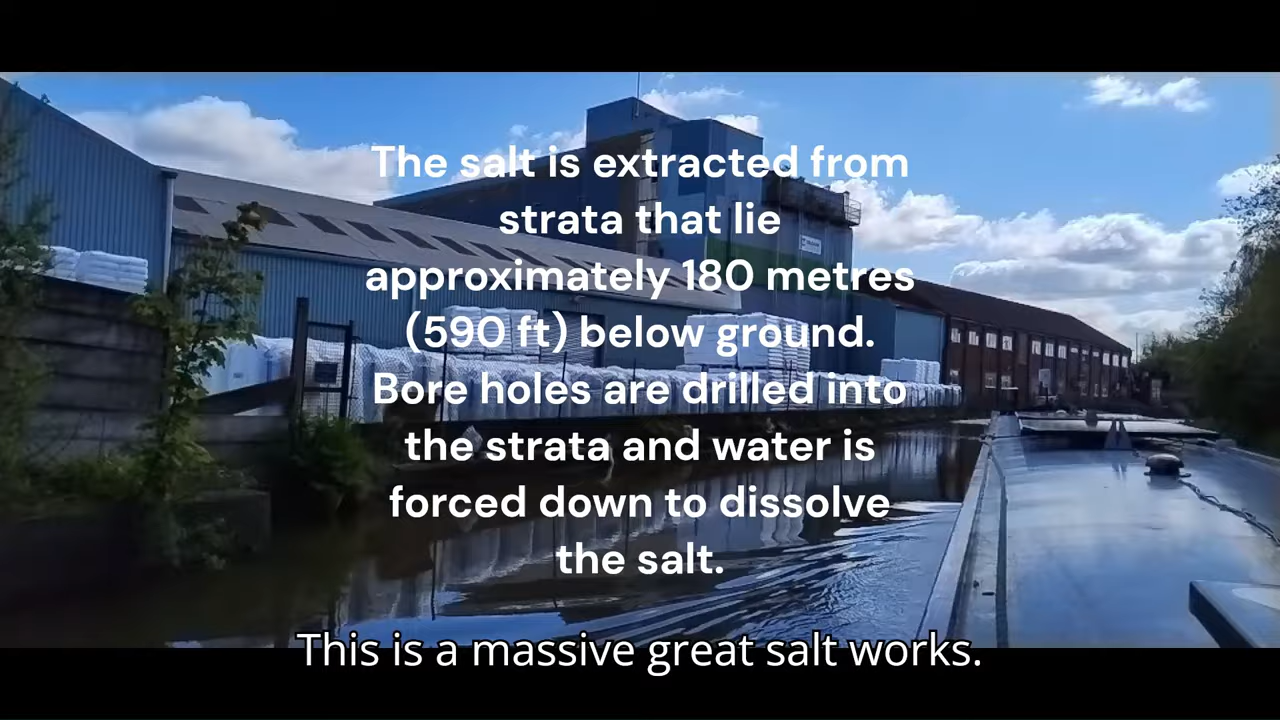 The salt is extracted from
strata that lie
approximately 180 metres
(590 ft) below ground.
Bore holes are drilled into
the strata and water is
forced down to dissolve
the salt.
This is a massive great salt works.